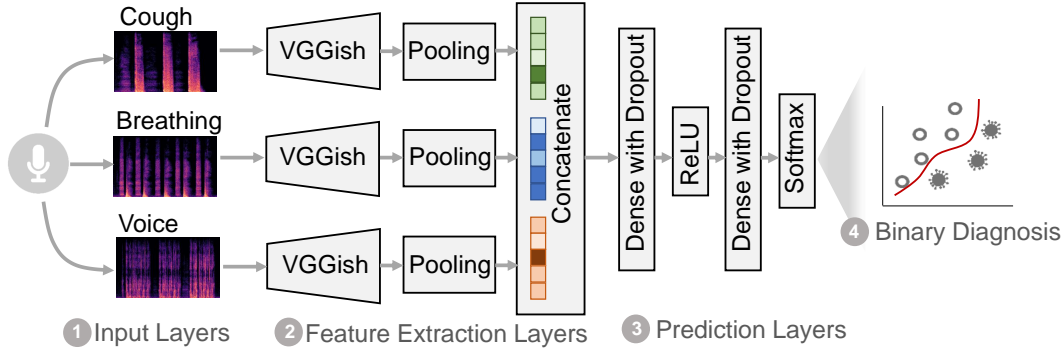 Cough
VGGish
Pooling
Breathing
VGGish
Pooling
Voice
VGGish
Pooling
Concatenate
Dense with Dropout
ReLU
Dense with Dropout
Softmax
1 Input Layers
2 Feature Extraction Layers
3 Prediction Layers
4 Binary Diagnosis